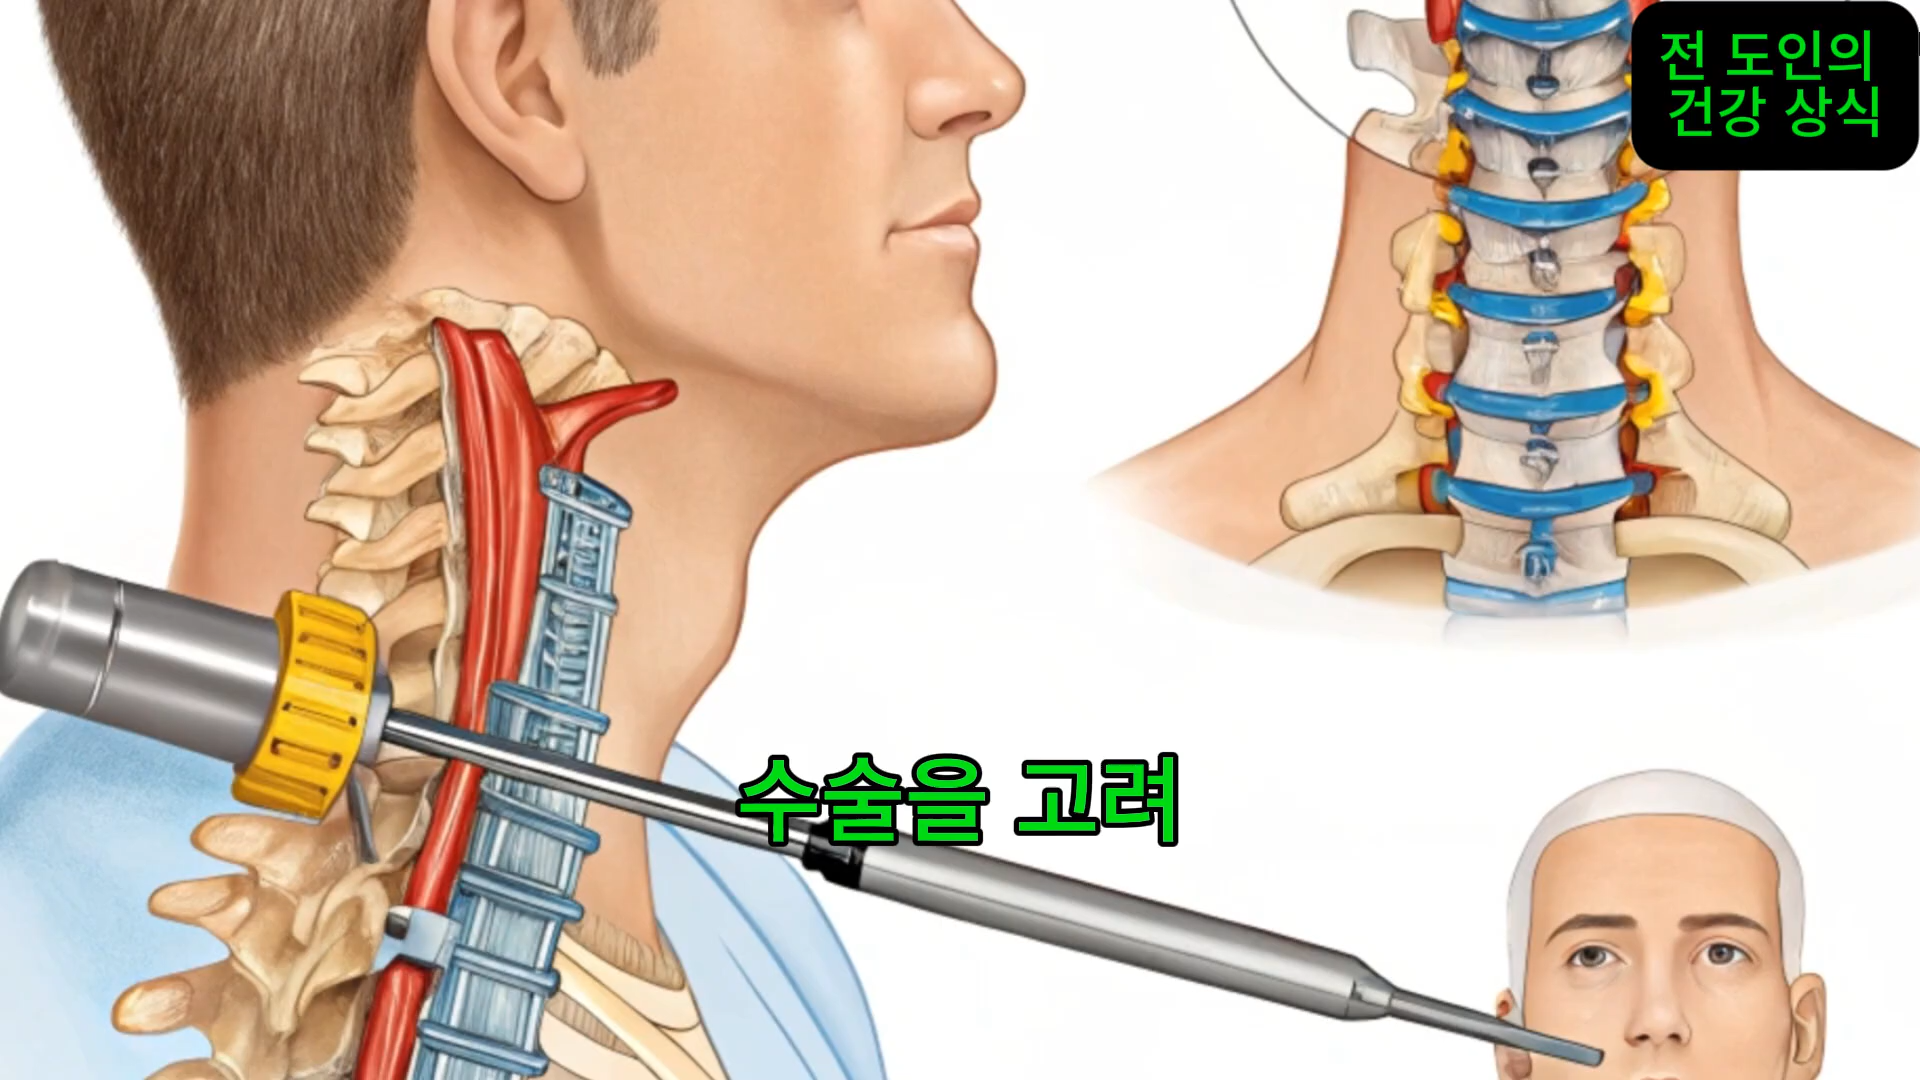 전 도인의
건강 상식
수술을 고려